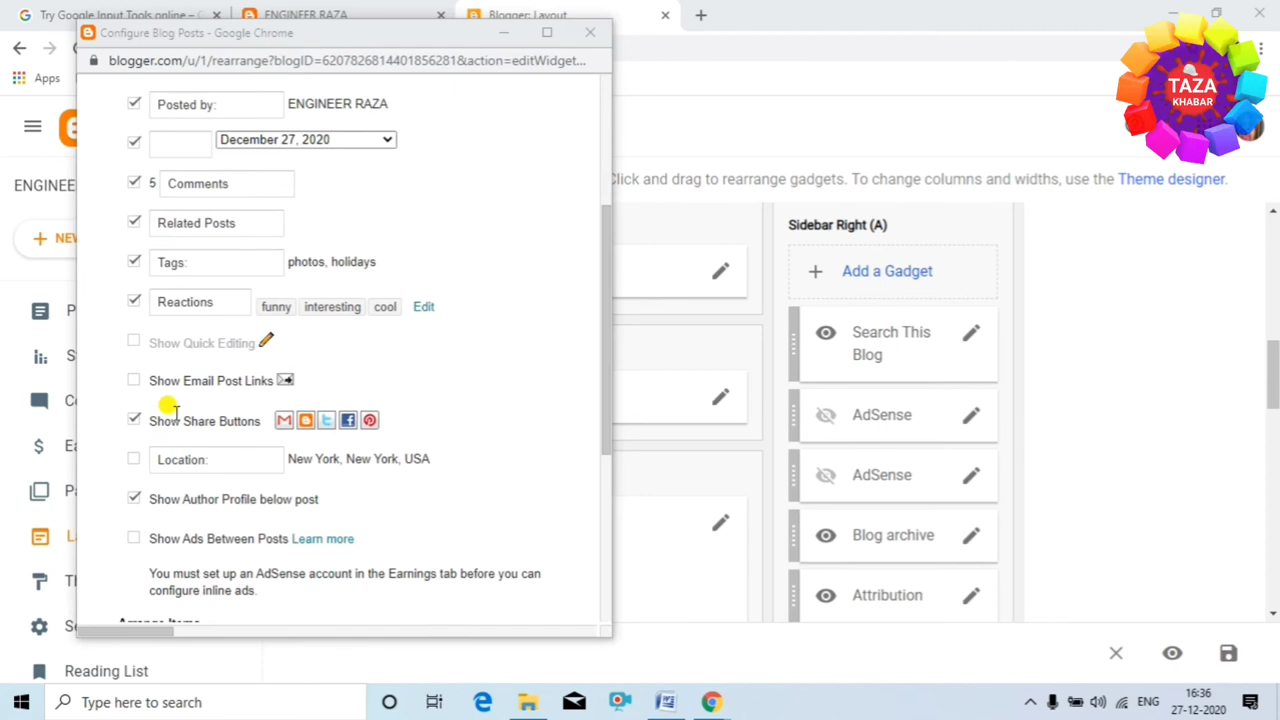 Try Google Input Tools online –
ENGINEER RAZA
Blogger: Layout
Configure Blog Posts - Google Chrome
blogger.com/u/1/rearrange?blogID=6207826814401856281&action=editWidget...
Apps
TAZA
KHABAR
Posted by: ENGINEER RAZA
December 27, 2020
5 Comments
Related Posts
Tags: photos, holidays
Reactions funny interesting cool Edit
Show Quick Editing
Show Email Post Links
Show Share Buttons
Location: New York, New York, USA
Show Author Profile below post
Show Ads Between Posts Learn more
You must set up an AdSense account in the Earnings tab before you can
configure inline ads.
ENGINEE
NEW
Reading List
Click and drag to rearrange gadgets. To change columns and widths, use the Theme designer.
Sidebar Right (A)
Add a Gadget
Search This
Blog
AdSense
AdSense
Blog archive
Attribution
Type here to search
ENG
16:36
27-12-2020